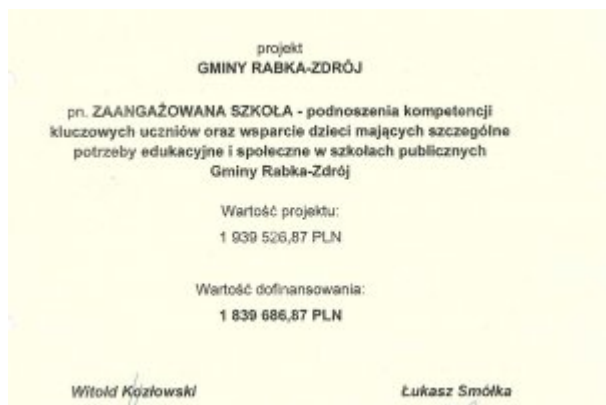 projekt
GMINY RABKA-ZDRÓJ
pn. ZAANGAŻOWANA SZKOŁA - podnoszenia kompetencji
kluczowych uczniów oraz wsparcie dzieci mających szczególne
potrzeby edukacyjne i społeczne w szkołach publicznych
Gminy Rabka-Zdrój
Wartość projektu:
1 939 526,87 PLN
Wartość dofinansowania:
1 839 686,87 PLN
Witold Kozłowski Łukasz Smółka